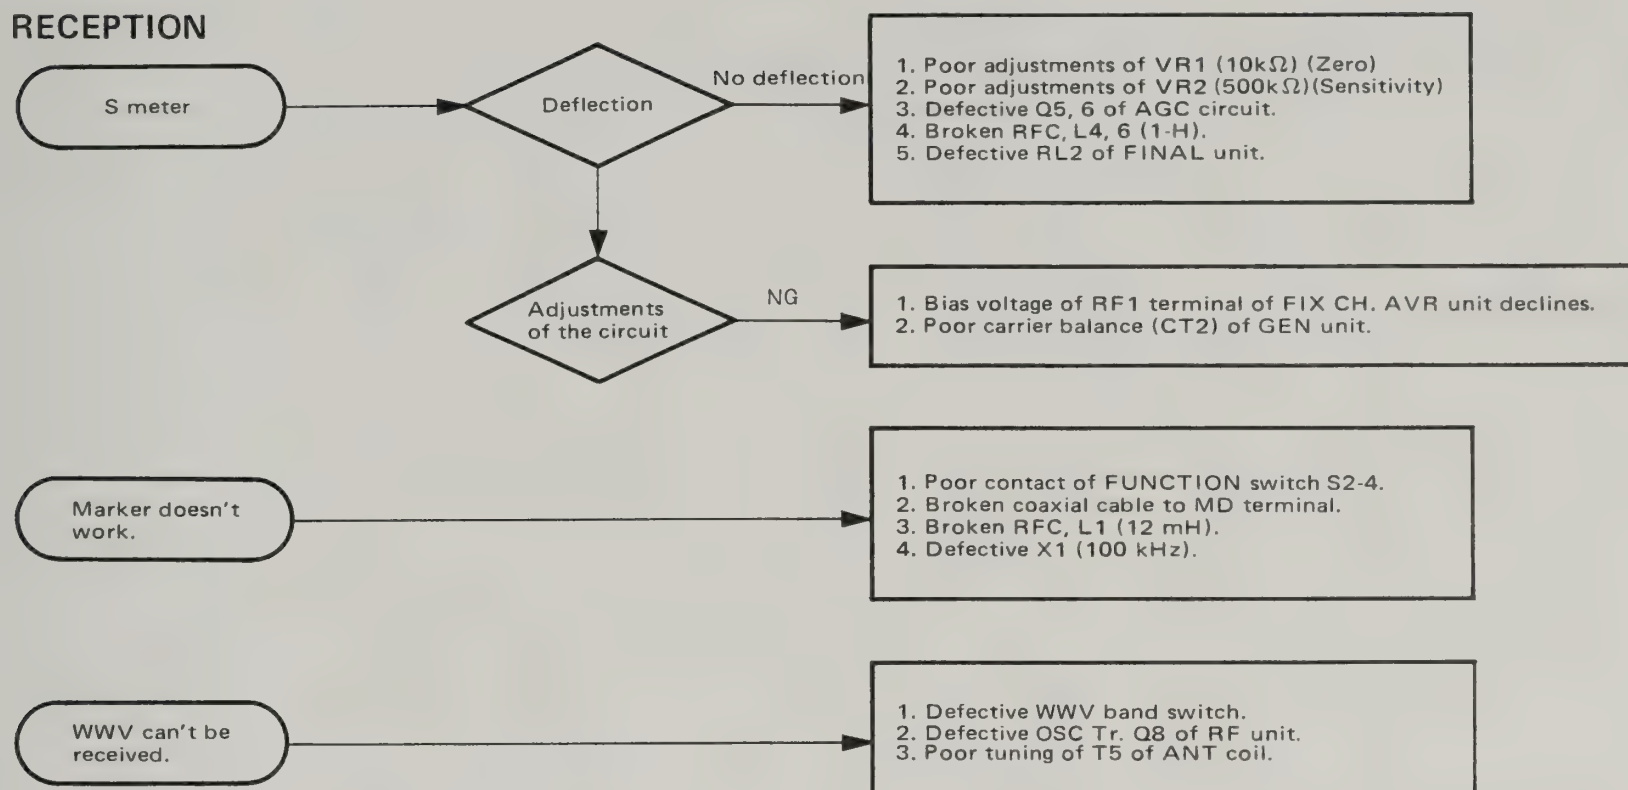 RECEPTION
S meter
Deflection
No deflection
1. Poor adjustments of VR1 (10kΩ) (Zero)
2. Poor adjustments of VR2 (500kΩ)(Sensitivity)
3. Defective Q5, 6 of AGC circuit.
4. Broken RFC, L4, 6 (1-H).
5. Defective RL2 of FINAL unit.
Adjustments
of the circuit
NG
1. Bias voltage of RF1 terminal of FIX CH. AVR unit declines.
2. Poor carrier balance (CT2) of GEN unit.
Marker doesn't
work.
1. Poor contact of FUNCTION switch S2-4.
2. Broken coaxial cable to MD terminal.
3. Broken RFC, L1 (12 mH).
4. Defective X1 (100 kHz).
WWV can't be
received.
1. Defective WWV band switch.
2. Defective OSC Tr. Q8 of RF unit.
3. Poor tuning of T5 of ANT coil.